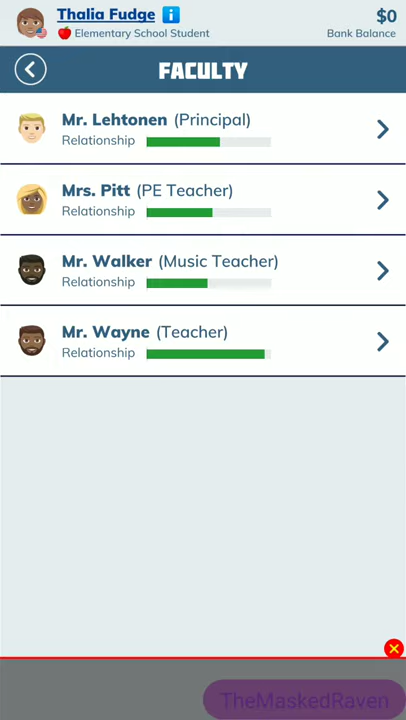 Thalia Fudge i
Elementary School Student
$0
Bank Balance
FACULTY
Mr. Lehtonen (Principal)
Relationship
Mrs. Pitt (PE Teacher)
Relationship
Mr. Walker (Music Teacher)
Relationship
Mr. Wayne (Teacher)
Relationship
TheMaskedRaven